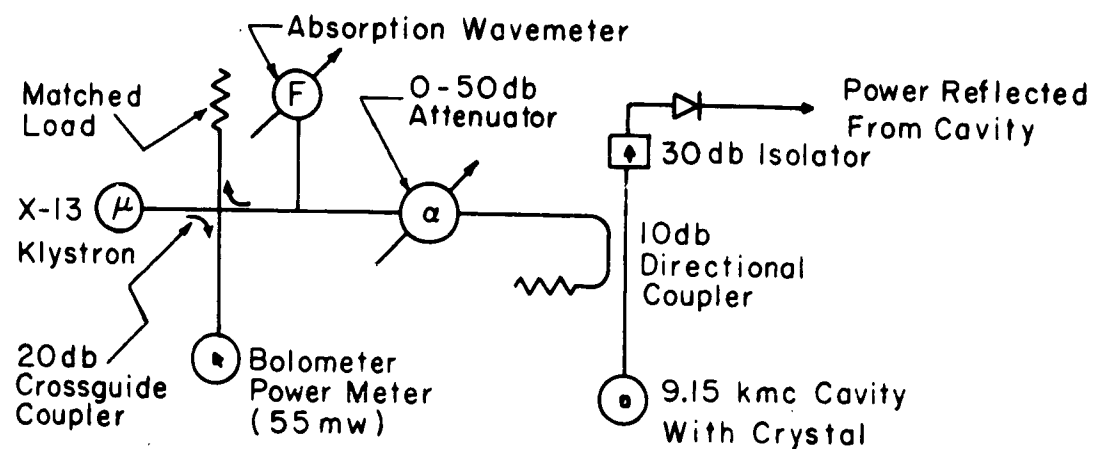 Absorption Wavemeter
F
Matched
Load
0-50db
Attenuator
Power Reflected
From Cavity
30db Isolator
X-13
μ
Klystron
α
10db
Directional
Coupler
20db
Crossguide
Coupler
Bolometer
Power Meter
(55mw)
9.15 kmc Cavity
With Crystal